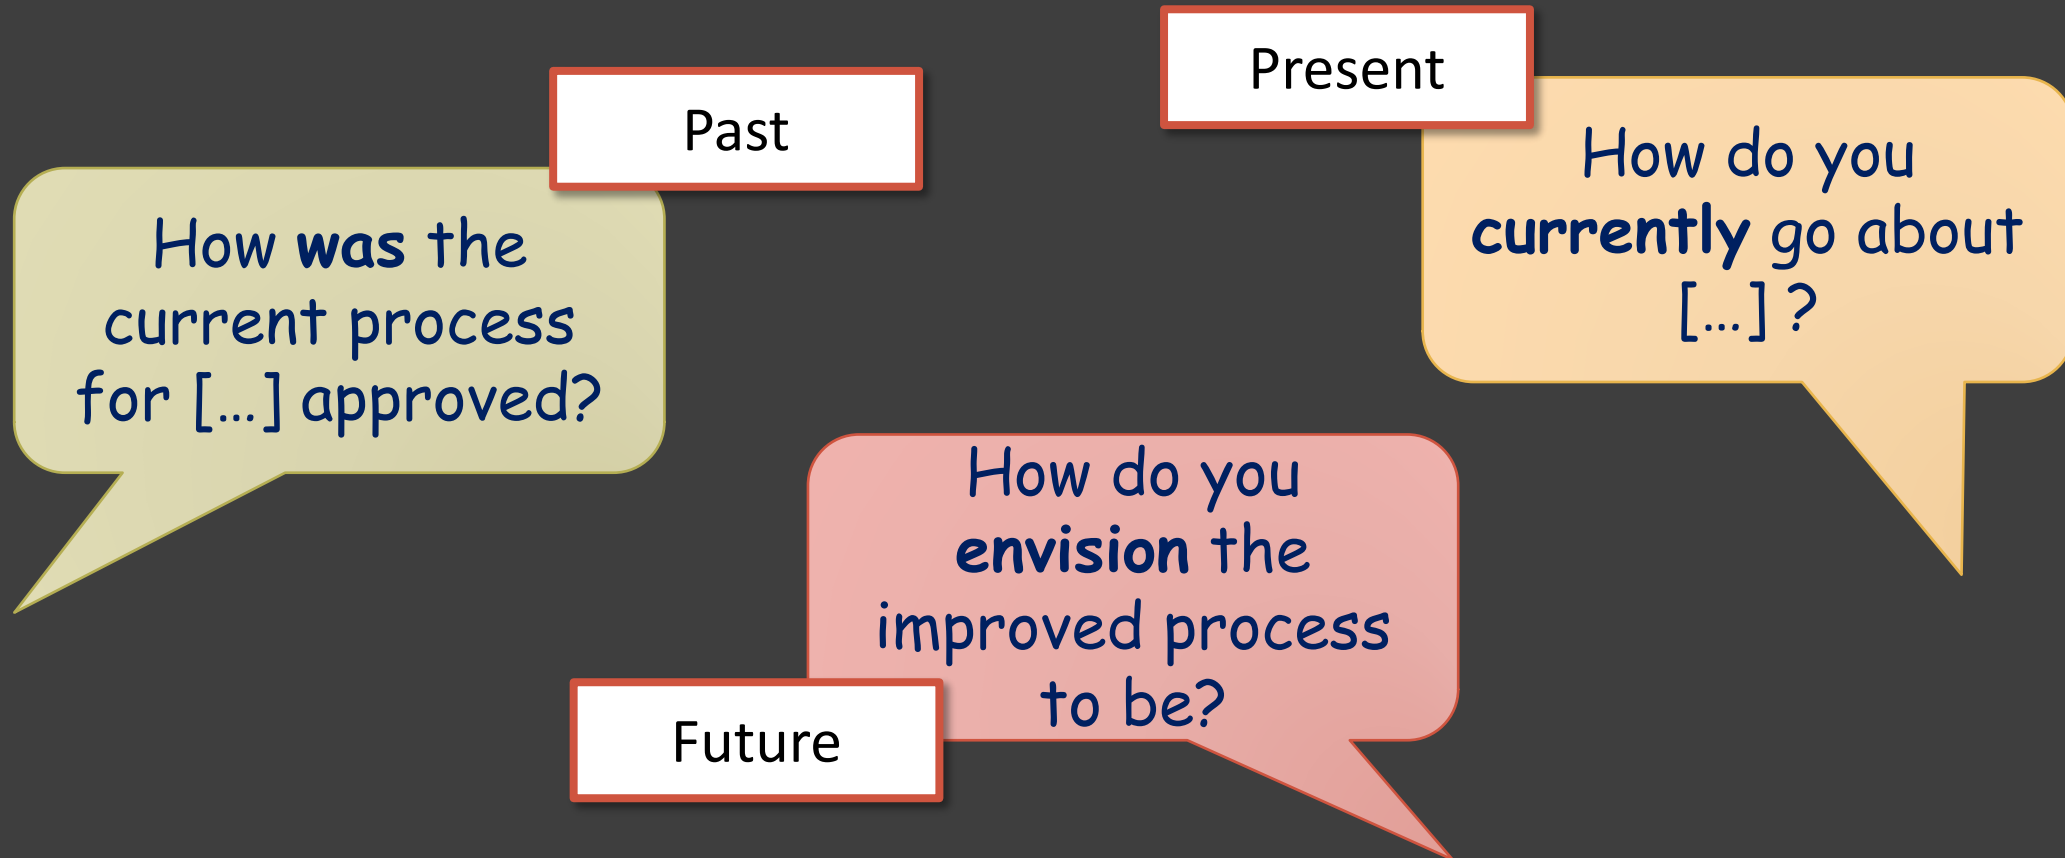 Past
How was the
current process
for [...] approved?
Present
How do you
currently go about
[...] ?
How do you
envision the
improved process
to be?
Future